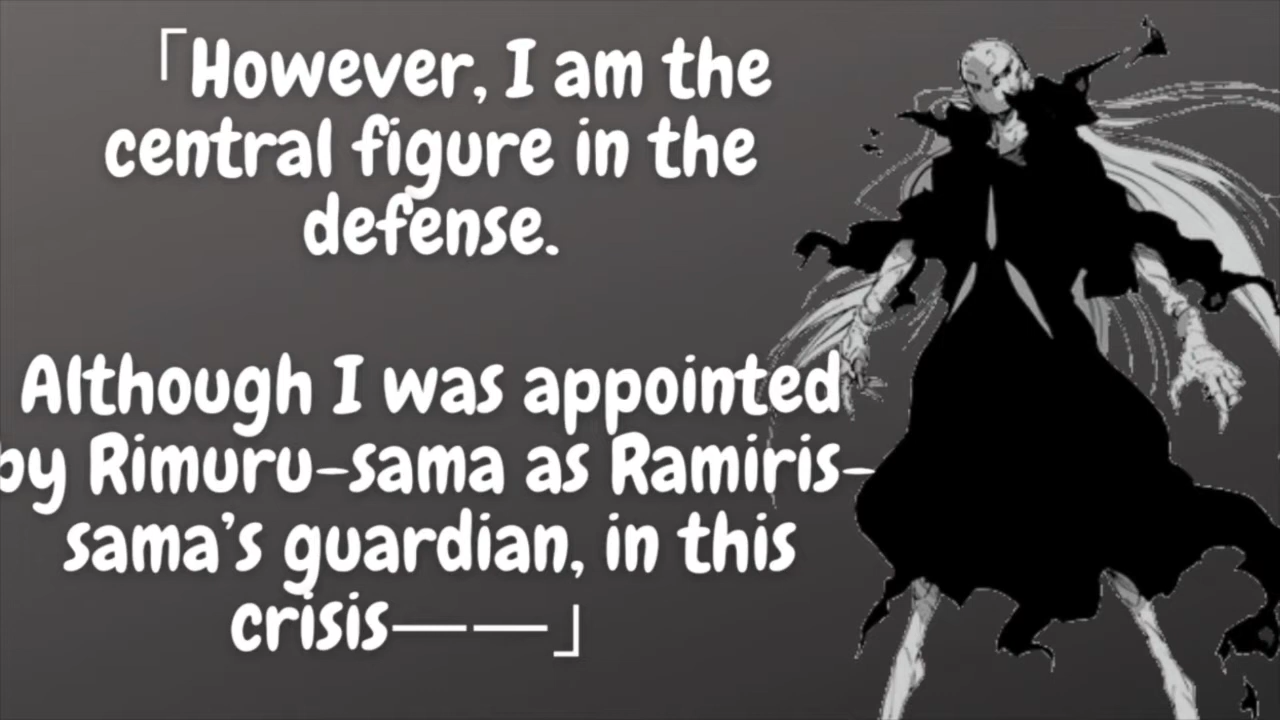 「However, I am the
central figure in the
defense.
Although I was appointed
by Rimuru-sama as Ramiris-
sama’s guardian, in this
crisis——」